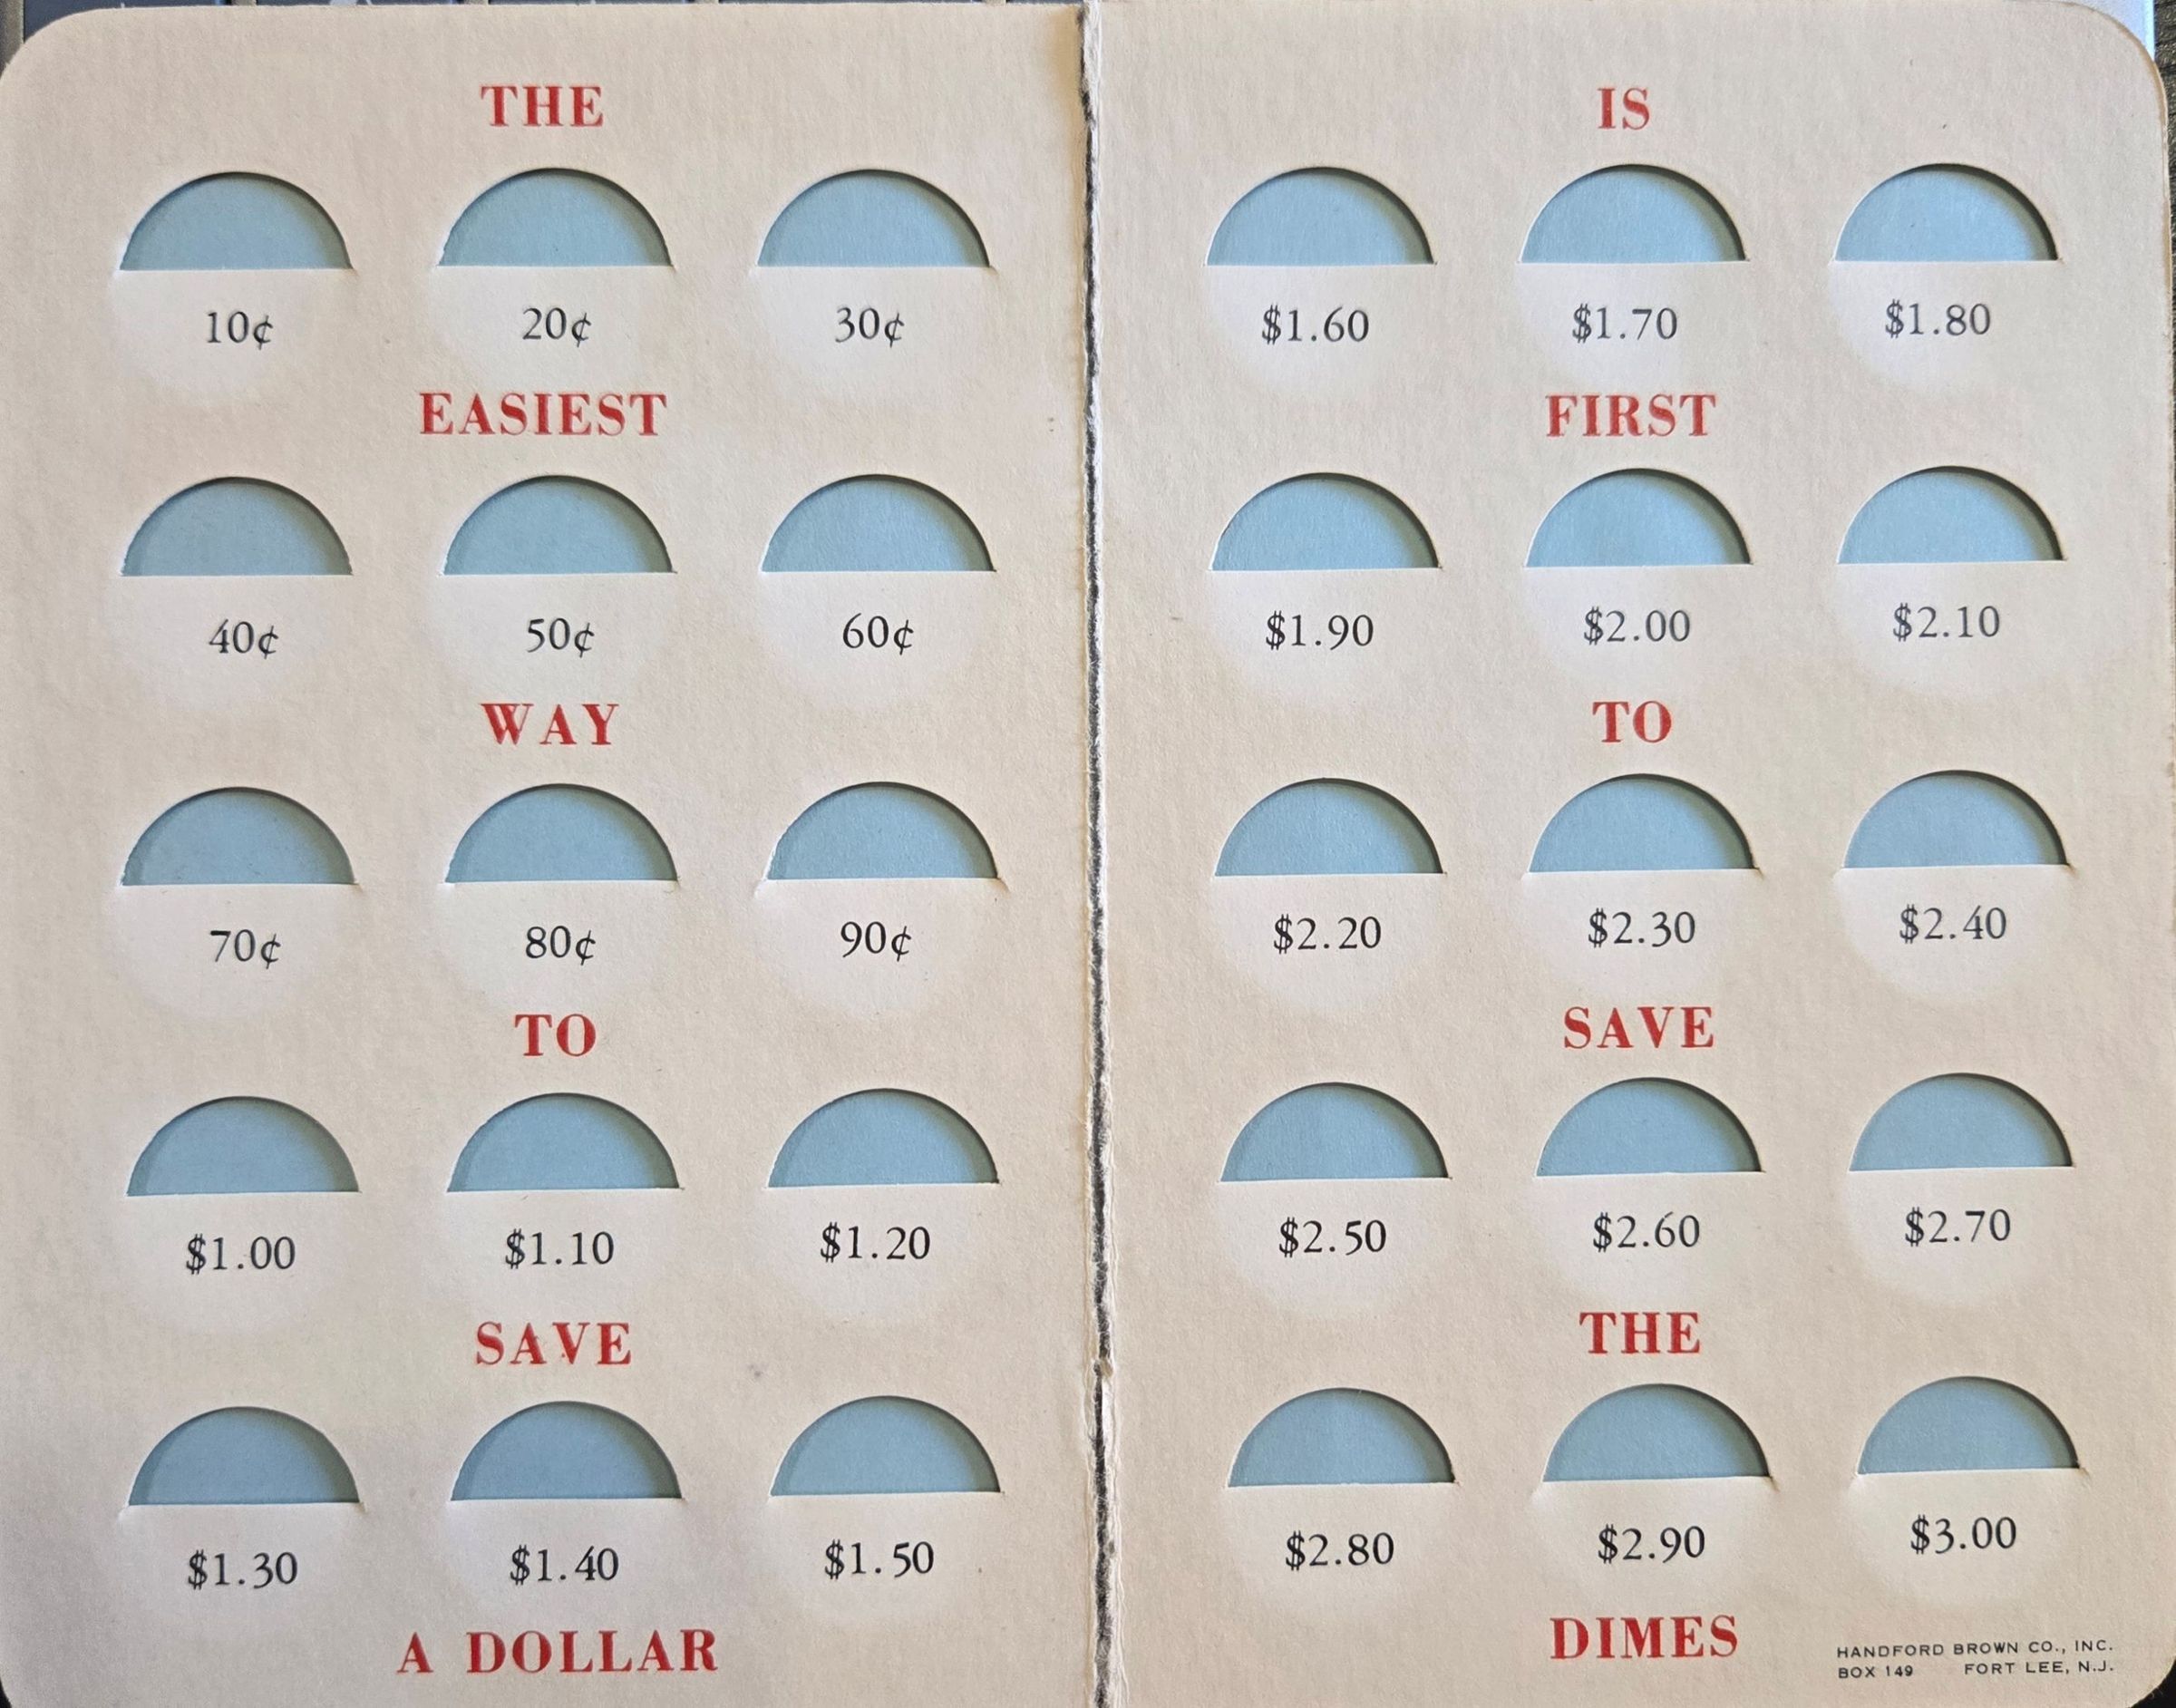 THE
10¢ 20¢ 30¢
EASIEST
40¢ 50¢ 60¢
WAY
70¢ 80¢ 90¢
TO
$1.00 $1.10 $1.20
SAVE
$1.30 $1.40 $1.50
A DOLLAR
IS
$1.60 $1.70 $1.80
FIRST
$1.90 $2.00 $2.10
TO
$2.20 $2.30 $2.40
SAVE
$2.50 $2.60 $2.70
THE
$2.80 $2.90 $3.00
DIMES
HANDFORD BROWN CO., INC.
BOX 149 FORT LEE, N.J.